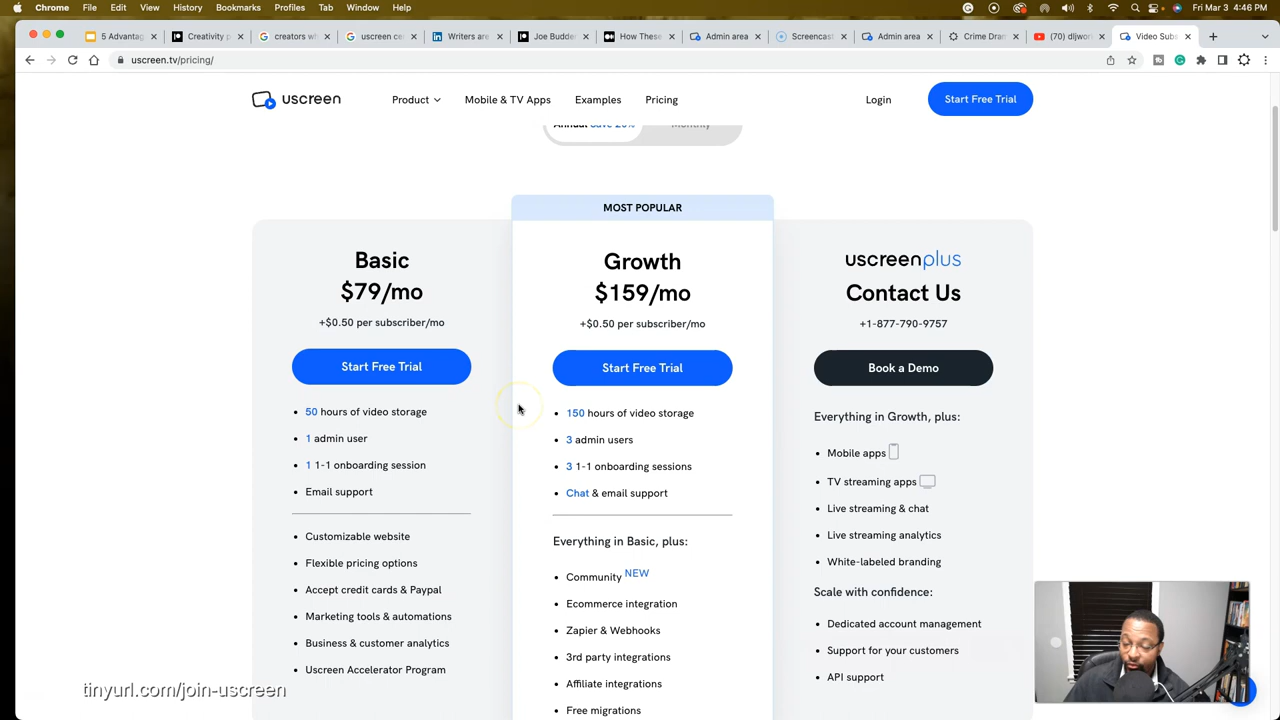 Chrome File Edit View History Bookmarks Profiles Tab Window Help Fri Mar 3 4:46 PM
5 Advantag Creativity p creators wh uscreen ce Writers are Joe Budder How These Admin area Screencast Admin area Crime Dram (70) dijwor Video Subs
uscreen.tv/pricing/
uscreen Product Mobile & TV Apps Examples Pricing Login Start Free Trial
Annual Save 20% Monthly
MOST POPULAR
Basic
$79/mo
+$0.50 per subscriber/mo
Start Free Trial
50 hours of video storage
1 admin user
1 1-1 onboarding session
Email support
Customizable website
Flexible pricing options
Accept credit cards & Paypal
Marketing tools & automations
Business & customer analytics
Uscreen Accelerator Program
Growth
$159/mo
+$0.50 per subscriber/mo
Start Free Trial
150 hours of video storage
3 admin users
3 1-1 onboarding sessions
Chat & email support
Everything in Basic, plus:
Community NEW
Ecommerce integration
Zapier & Webhooks
3rd party integrations
Affiliate integrations
Free migrations
uscreenplus
Contact Us
+1-877-790-9757
Book a Demo
Everything in Growth, plus:
Mobile apps
TV streaming apps
Live streaming & chat
Live streaming analytics
White-labeled branding
Scale with confidence:
Dedicated account management
Support for your customers
API support
tinyurl.com/join-uscreen